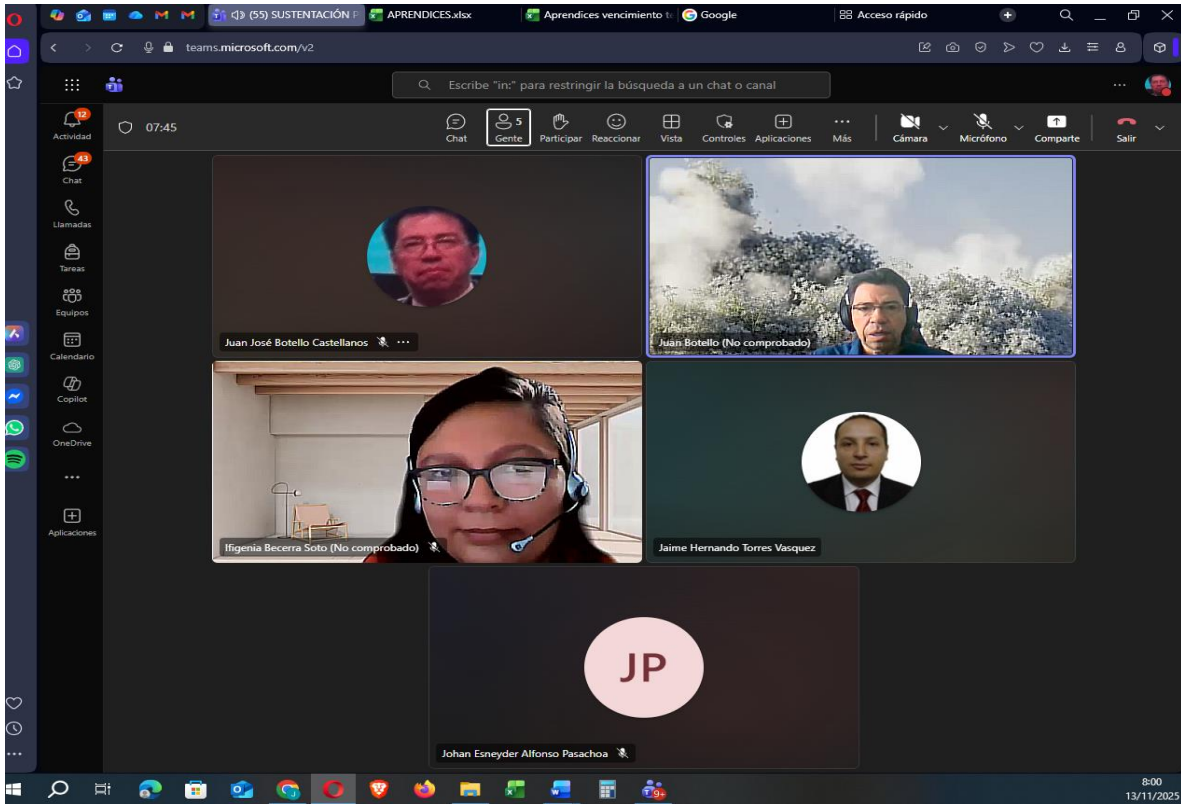 (55) SUSTENTACIÓN P
APRENDICES.xlsx
Aprendices vencimiento t
Google
Acceso rápido
teams.microsoft.com/v2
Escribe "in:" para restringir la búsqueda a un chat o canal
07:45
Chat
5
Gente
Participar
Reaccionar
Vista
Controles
Aplicaciones
Más
Cámara
Micrófono
Comparte
Salir
12
Actividad
43
Chat
Llamadas
Tareas
Equipos
Calendario
Copilot
OneDrive
Aplicaciones
Juan José Botello Castellanos
Juan Botello (No comprobado)
Ifigenia Becerra Soto (No comprobado)
Jaime Hernando Torres Vasquez
JP
Johan Esneyder Alfonso Pasachoa
9+
8:00
13/11/2025